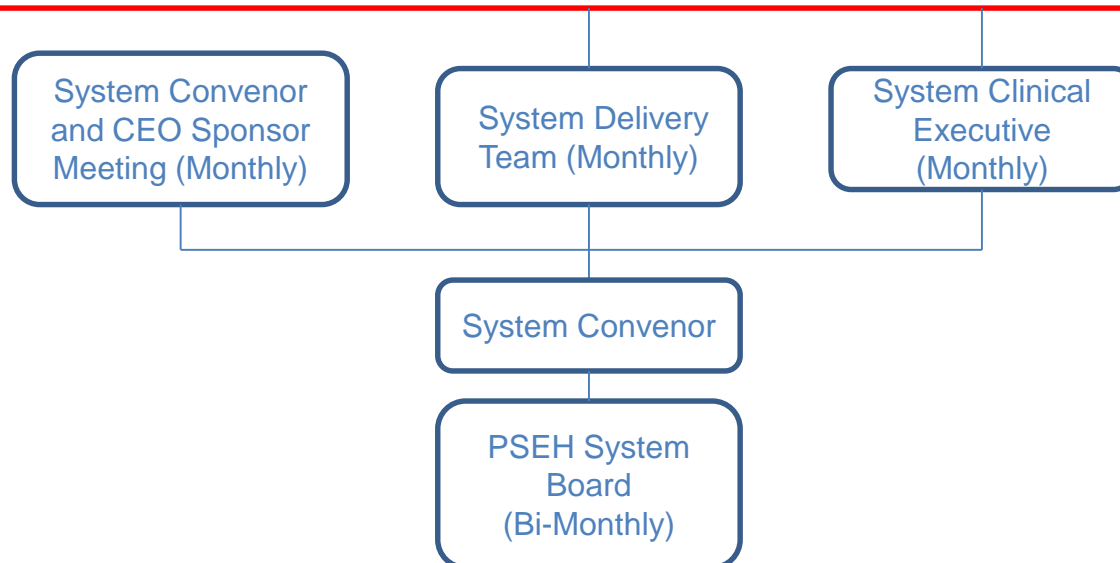 System Convenor
and CEO Sponsor
Meeting (Monthly)
System Delivery
Team (Monthly)
System Clinical
Executive
(Monthly)
System Convenor
PSEH System
Board
(Bi-Monthly)